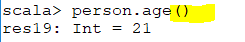 scala> person.age()
res19: Int = 21